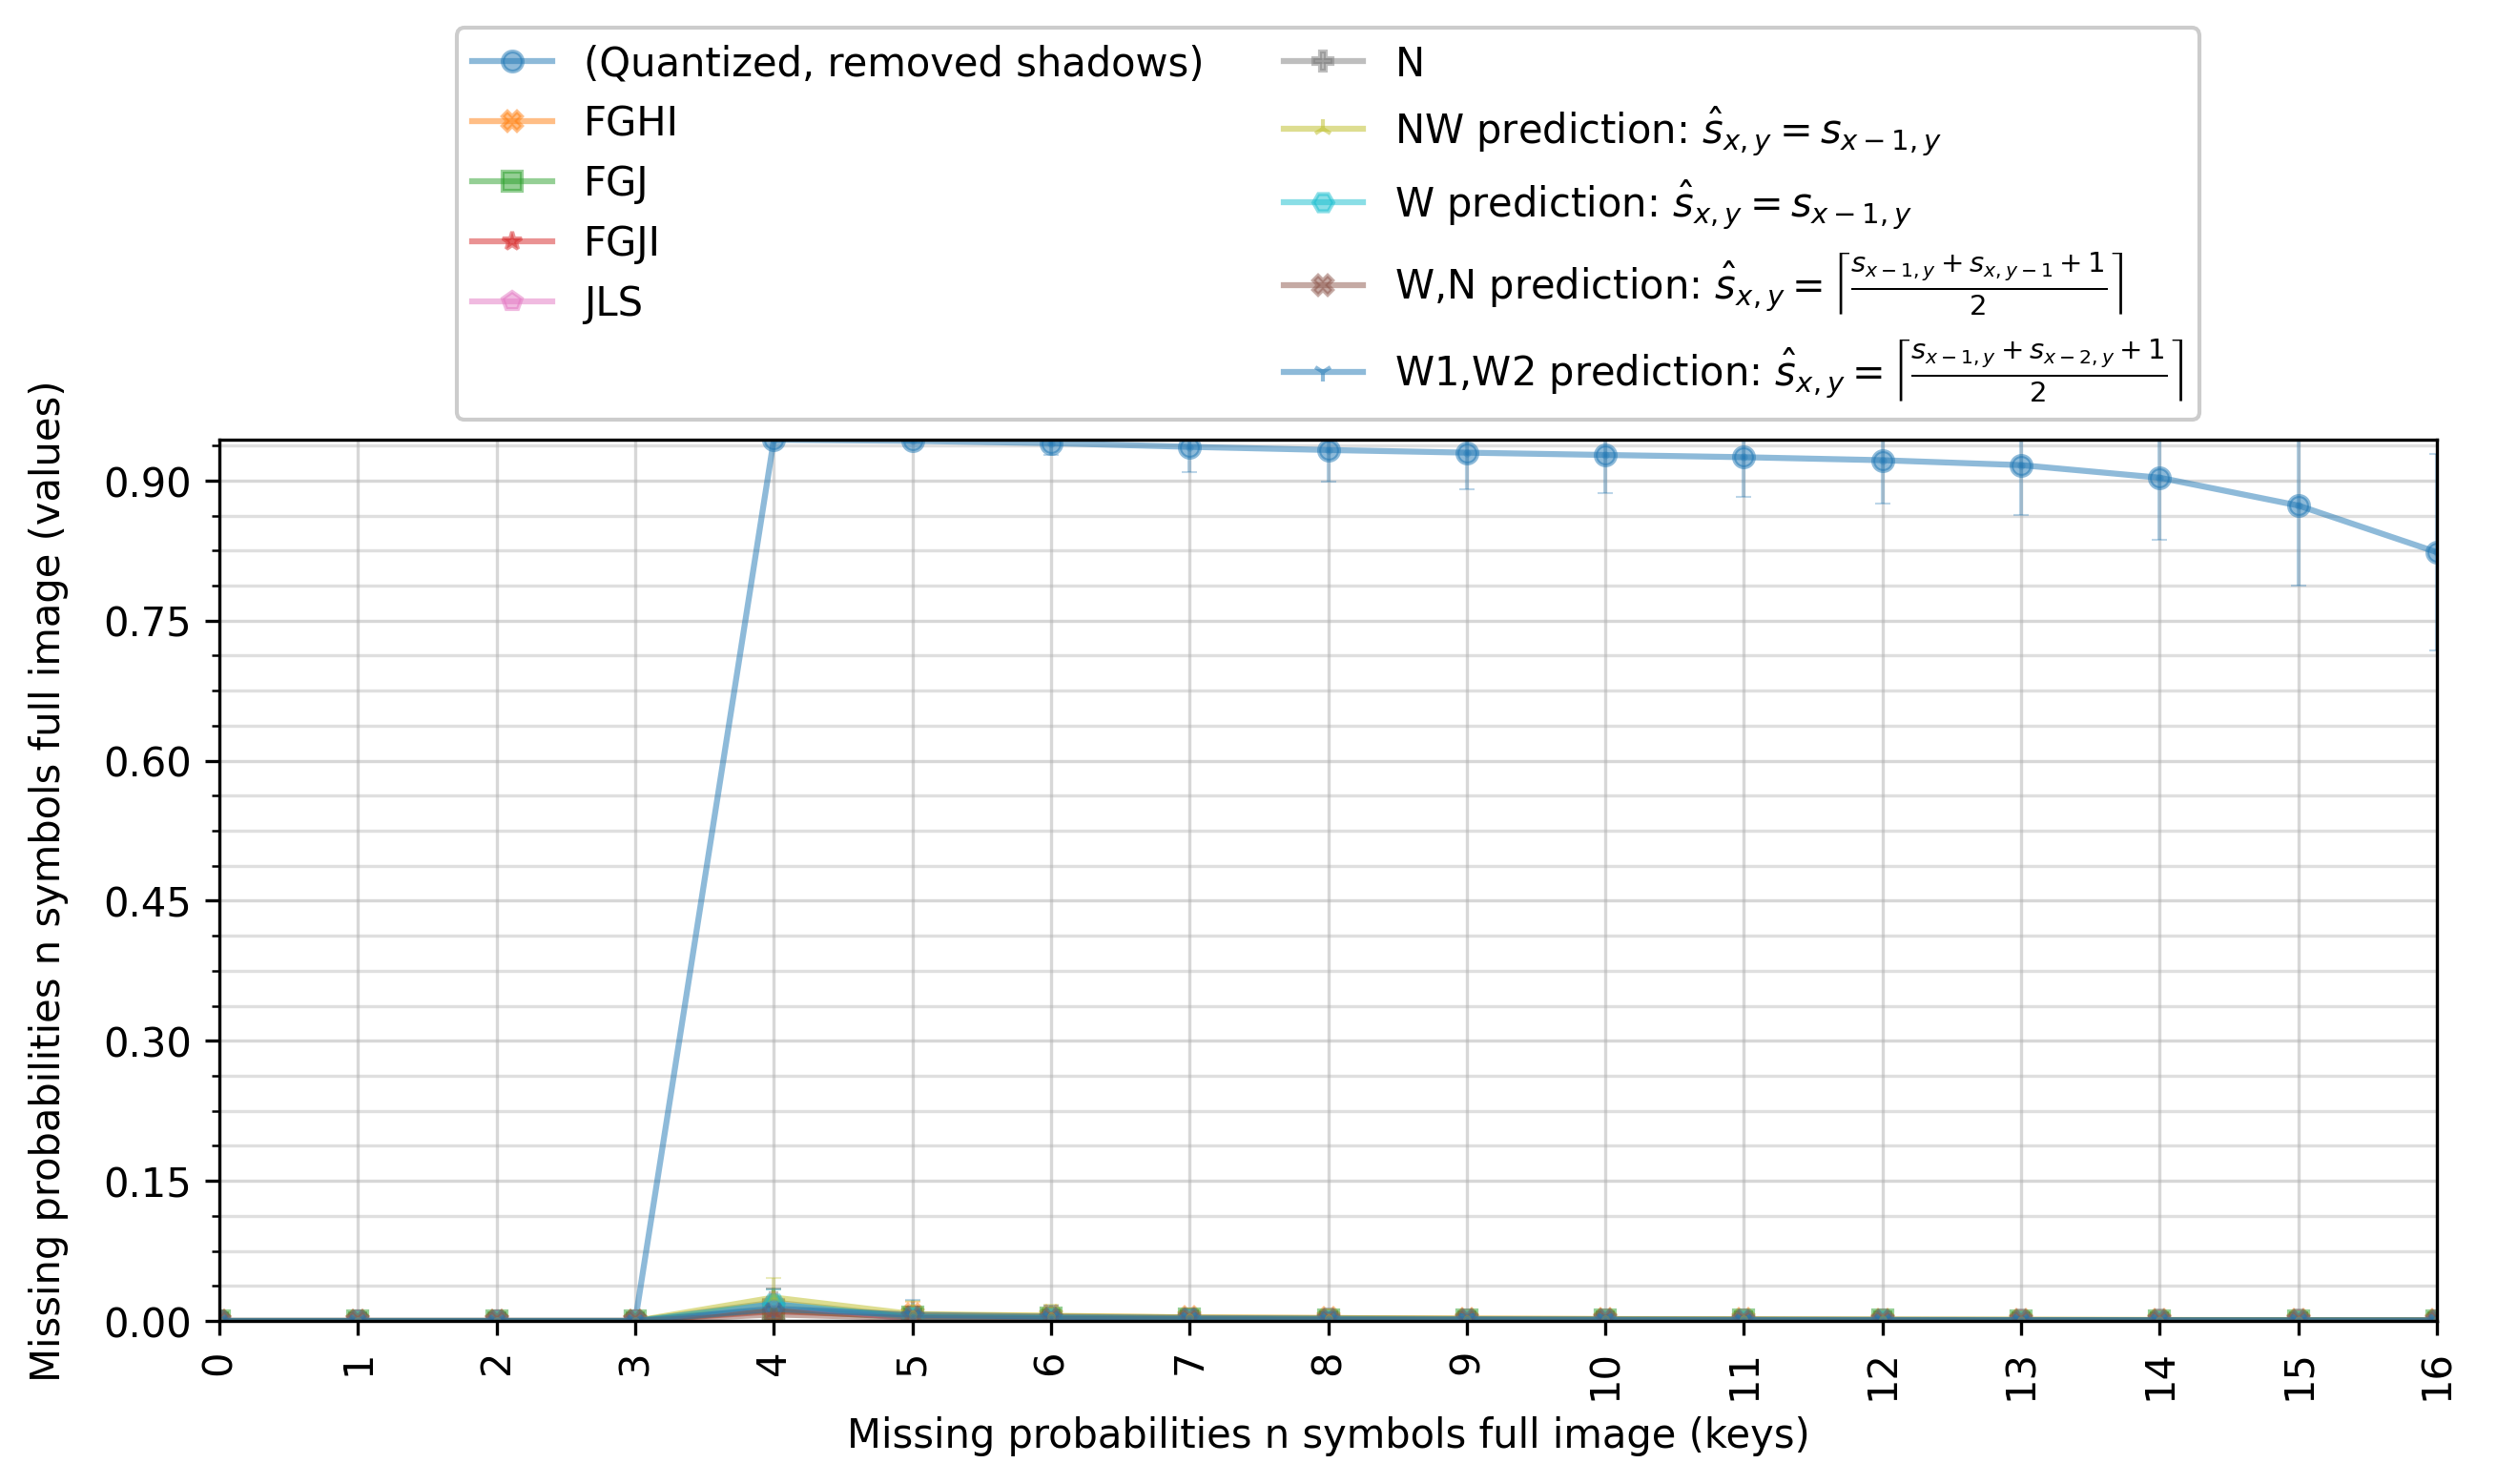 (Quantized, removed shadows)
FGHI
FGJ
FGJI
JLS
N
NW prediction: ŝ_{x,y} = s_{x−1,y}
W prediction: ŝ_{x,y} = s_{x−1,y}
W,N prediction: ŝ_{x,y} = ⌈(s_{x−1,y} + s_{x,y−1} + 1)/2⌉
W1,W2 prediction: ŝ_{x,y} = ⌈(s_{x−1,y} + s_{x−2,y} + 1)/2⌉
Missing probabilities n symbols full image (values)
0.90
0.75
0.60
0.45
0.30
0.15
0.00
0 1 2 3 4 5 6 7 8 9 10 11 12 13 14 15 16
Missing probabilities n symbols full image (keys)